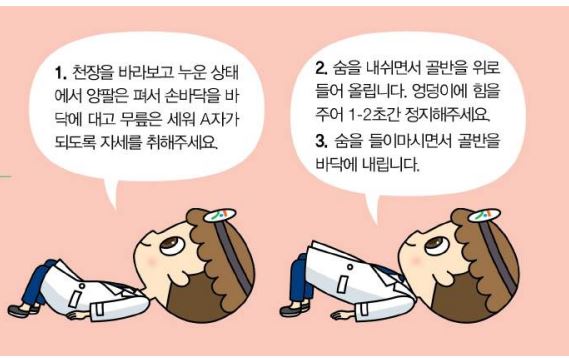 1. 천장을 바라보고 누운 상태
에서 양팔은 펴서 손바닥을 바
닥에 대고 무릎은 세워 A자가
되도록 자세를 취해주세요.
2. 숨을 내쉬면서 골반을 위로
들어 올립니다. 엉덩이에 힘을
주어 1-2초간 정지해주세요.
3. 숨을 들이마시면서 골반을
바닥에 내립니다.